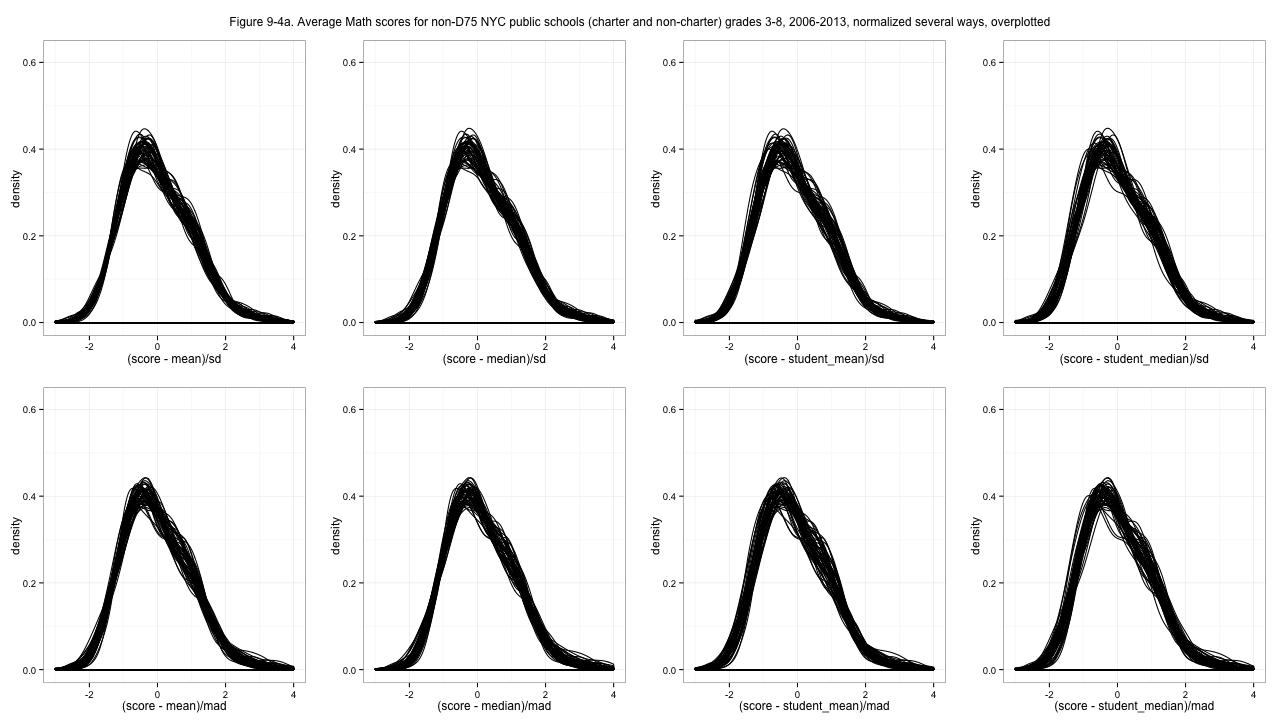 Figure 9-4a. Average Math scores for non-D75 NYC public schools (charter and non-charter) grades 3-8, 2006-2013, normalized several ways, overplotted
0.6
0.4
0.2
0.0
density
-2 0 2 4
(score - mean)/sd
0.6
0.4
0.2
0.0
density
-2 0 2 4
(score - median)/sd
0.6
0.4
0.2
0.0
density
-2 0 2 4
(score - student_mean)/sd
0.6
0.4
0.2
0.0
density
-2 0 2 4
(score - student_median)/sd
0.6
0.4
0.2
0.0
density
-2 0 2 4
(score - mean)/mad
0.6
0.4
0.2
0.0
density
-2 0 2 4
(score - median)/mad
0.6
0.4
0.2
0.0
density
-2 0 2 4
(score - student_mean)/mad
0.6
0.4
0.2
0.0
density
-2 0 2 4
(score - student_median)/mad